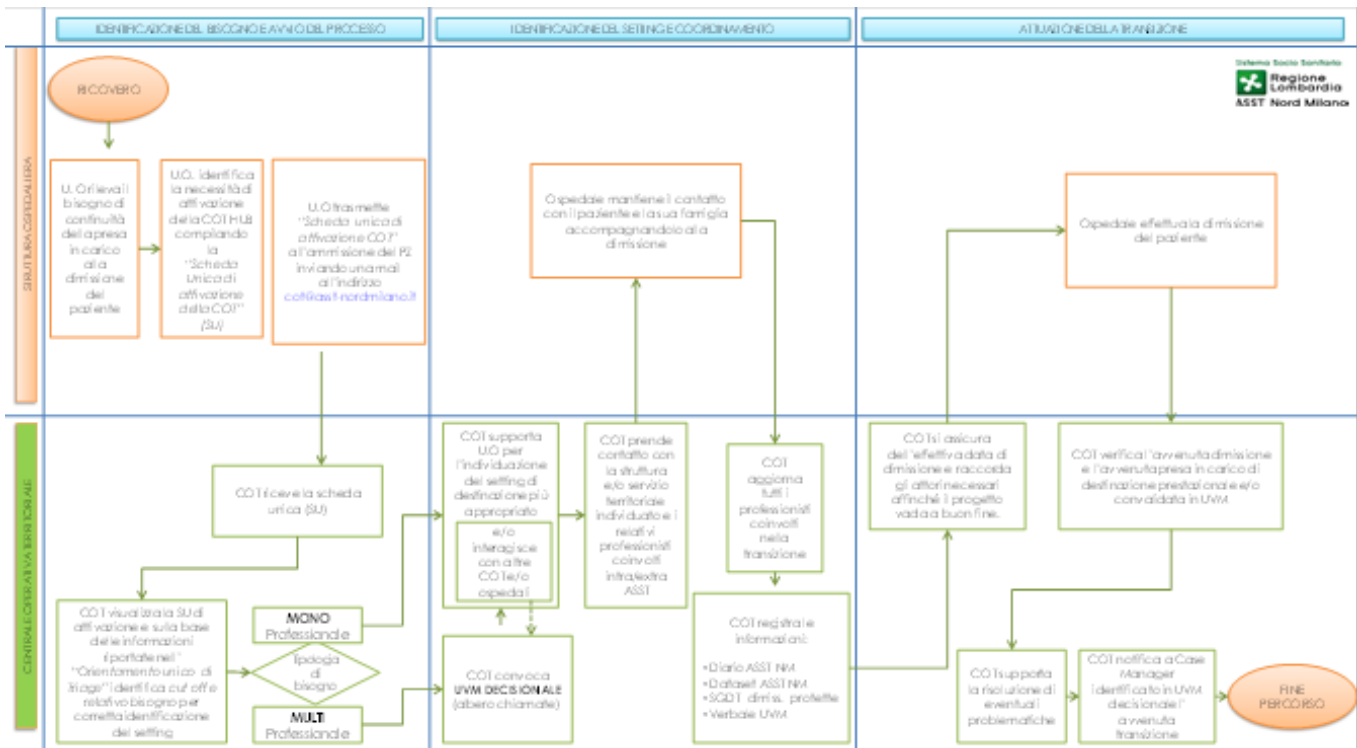 IDENTIFICAZIONE DEL BISOGNO E AVVIO DEL PROCESSO
IDENTIFICAZIONE DEL SETTING E COORDINAMENTO
ATTUAZIONE DELLA TRANSIZIONE
Sistema Socio Sanitario
Regione
Lombardia
ASST Nord Milano
STRUTTURA OSPEDALIERA
RICOVERO
U.O rileva il
bisogno di
continuità
della presa
in carico
alla
dimissione
del
paziente
U.O. identifica
la necessità di
attivazione
della COT HUB
compilando
la
"Scheda
Unica di
attivazione
della COT"
(SU)
U.O trasmette
"Scheda unica di
attivazione COT"
all'ammissione del PZ
inviando una mail
all'indirizzo
cot@asst-nordmilano.it
Ospedale mantiene il contatto
con il paziente e la sua famiglia
accompagnandolo alla
dimissione
Ospedale effettua la dimissione
del paziente
CENTRALE OPERATIVA TERRITORIALE
COT riceve la scheda
unica (SU)
COT visualizza la SU di
attivazione e sulla base
delle informazioni
riportate nell'
"Orientamento unico di
Triage" identifica cut off e
relativo bisogno per
corretta identificazione
del setting
MONO
Professionale
Tipologia
di
bisogno
MULTI
Professionale
COT supporta
U.O per
l'individuazione
del setting di
destinazione più
appropriato
e/o
interagisce
con altre
COT e/o
ospedali
COT convoca
UVM DECISIONALE
(albero chiamate)
COT prende
contatto con
la struttura
e/o servizio
territoriale
individuato e i
relativi
professionisti
coinvolti
intra/extra
ASST
COT
aggiorna
tutti i
professionisti
coinvolti
nella
transizione
COT registra le
informazioni:
•Diario ASST NM
•Dataset ASST NM
•SGDT dimiss. protette
•Verbale UVM
COT si assicura
dell'effettiva data di
dimissione e raccorda
gli attori necessari
affinché il progetto
vada a buon fine.
COT verifica l'avvenuta dimissione
e l'avvenuta presa in carico di
destinazione prestazionale e/o
convalidata in UVM
COT supporta
la risoluzione di
eventuali
problematiche
COT notifica a Case
Manager
identificato in UVM
decisionale l'
avvenuta
transizione
FINE
PERCORSO